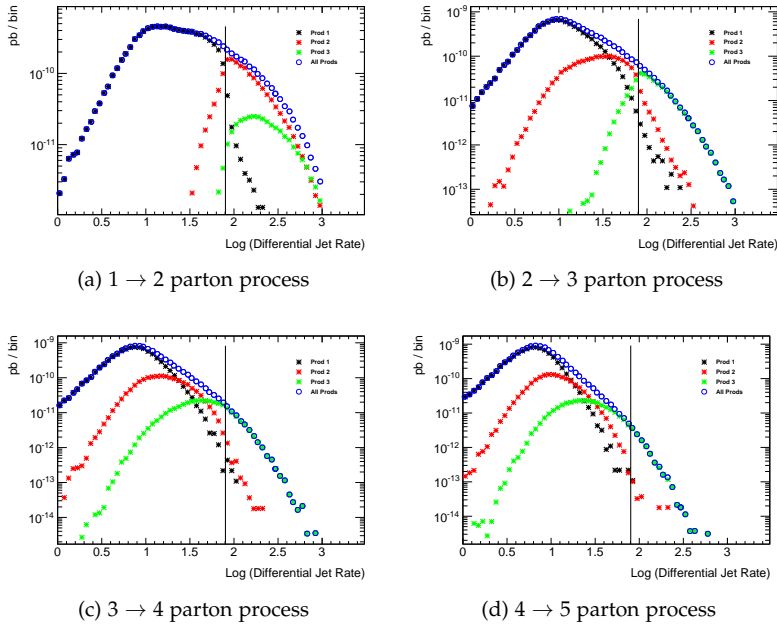 pb / bin
Prod 1
Prod 2
Prod 3
All Prods
10⁻¹⁰
10⁻¹¹
0 0.5 1 1.5 2 2.5 3
Log (Differential Jet Rate)
(a) 1 → 2 parton process
pb / bin
10⁻⁹
Prod 1
Prod 2
Prod 3
All Prods
10⁻¹⁰
10⁻¹¹
10⁻¹²
10⁻¹³
0 0.5 1 1.5 2 2.5 3
Log (Differential Jet Rate)
(b) 2 → 3 parton process
pb / bin
10⁻⁹
Prod 1
Prod 2
Prod 3
All Prods
10⁻¹⁰
10⁻¹¹
10⁻¹²
10⁻¹³
10⁻¹⁴
0 0.5 1 1.5 2 2.5 3
Log (Differential Jet Rate)
(c) 3 → 4 parton process
pb / bin
10⁻⁹
Prod 1
Prod 2
Prod 3
All Prods
10⁻¹⁰
10⁻¹¹
10⁻¹²
10⁻¹³
10⁻¹⁴
0 0.5 1 1.5 2 2.5 3
Log (Differential Jet Rate)
(d) 4 → 5 parton process